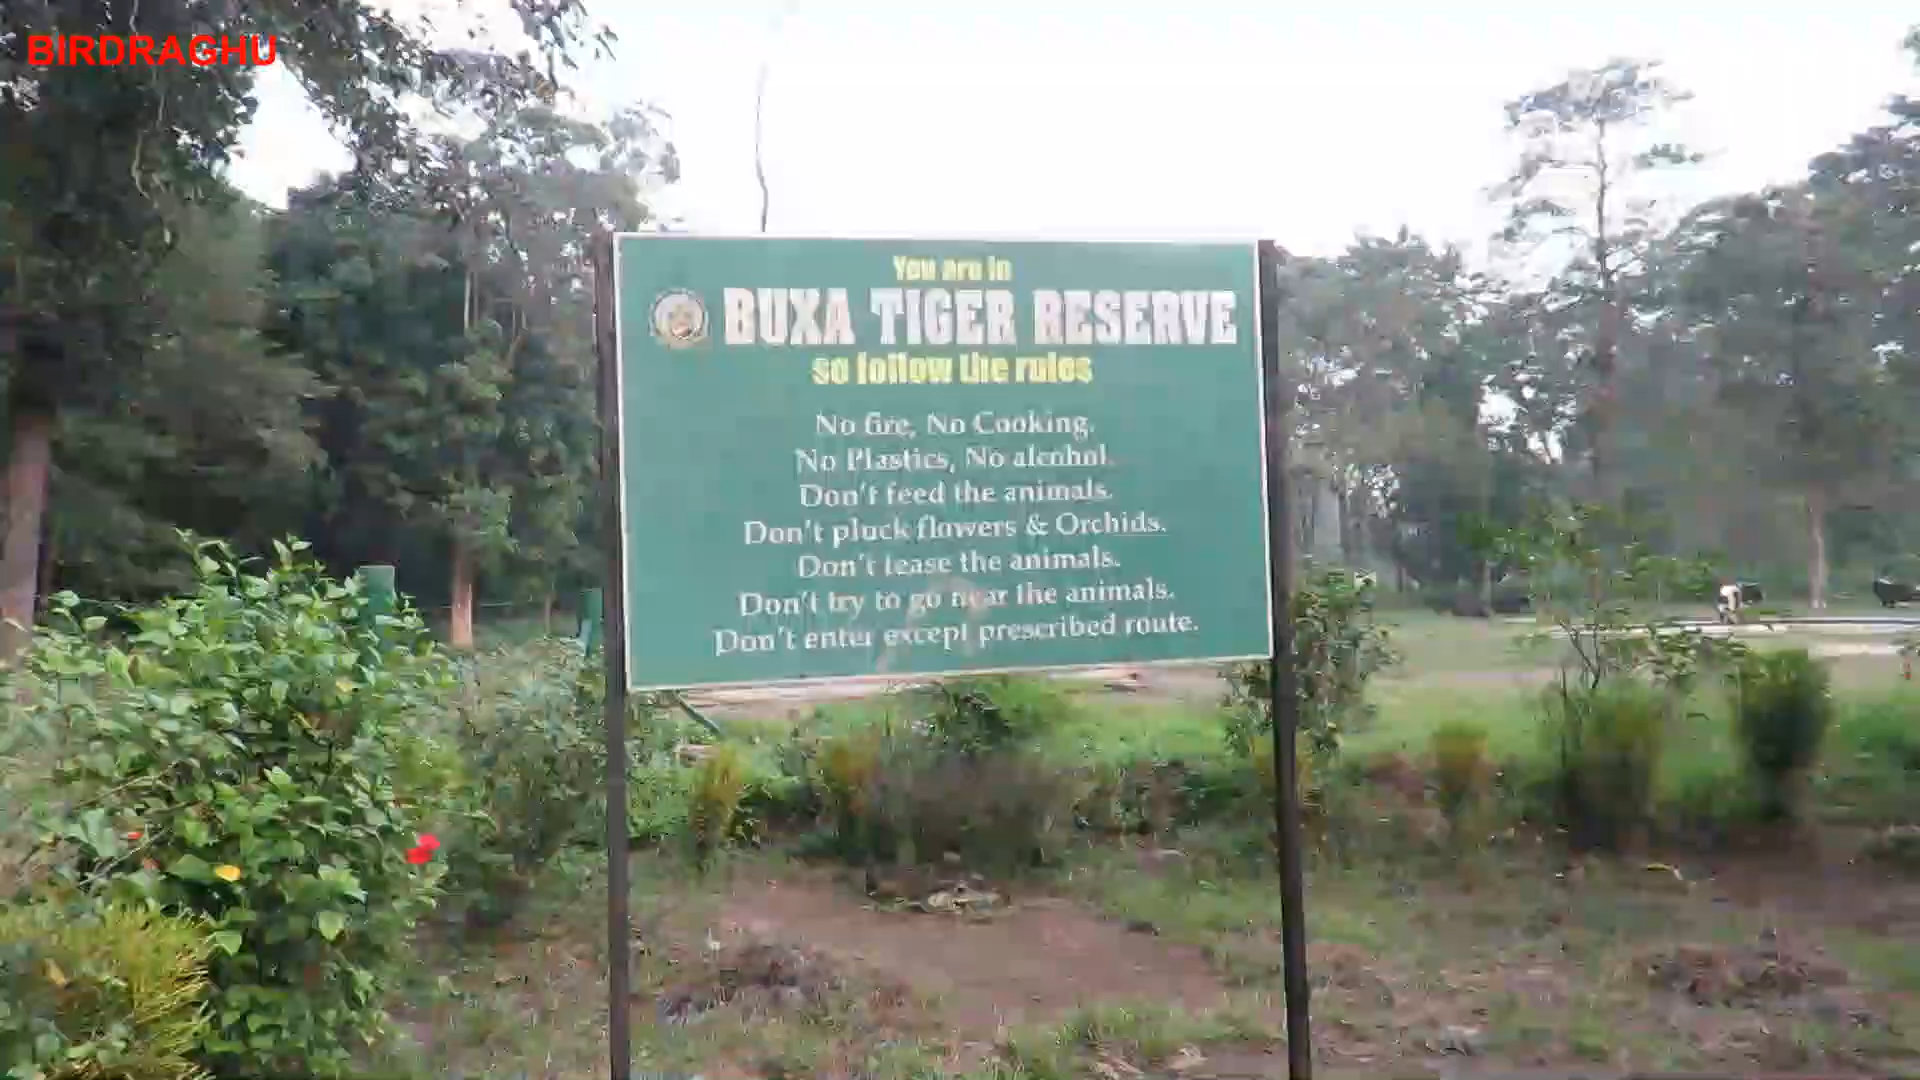 BIRDRAGHU
You are in
BUXA TIGER RESERVE
so follow the rules
No fire, No Cooking.
No Plastics, No alcohol.
Don't feed the animals.
Don't pluck flowers & Orchids.
Don't tease the animals.
Don't try to go near the animals.
Don't enter except prescribed route.